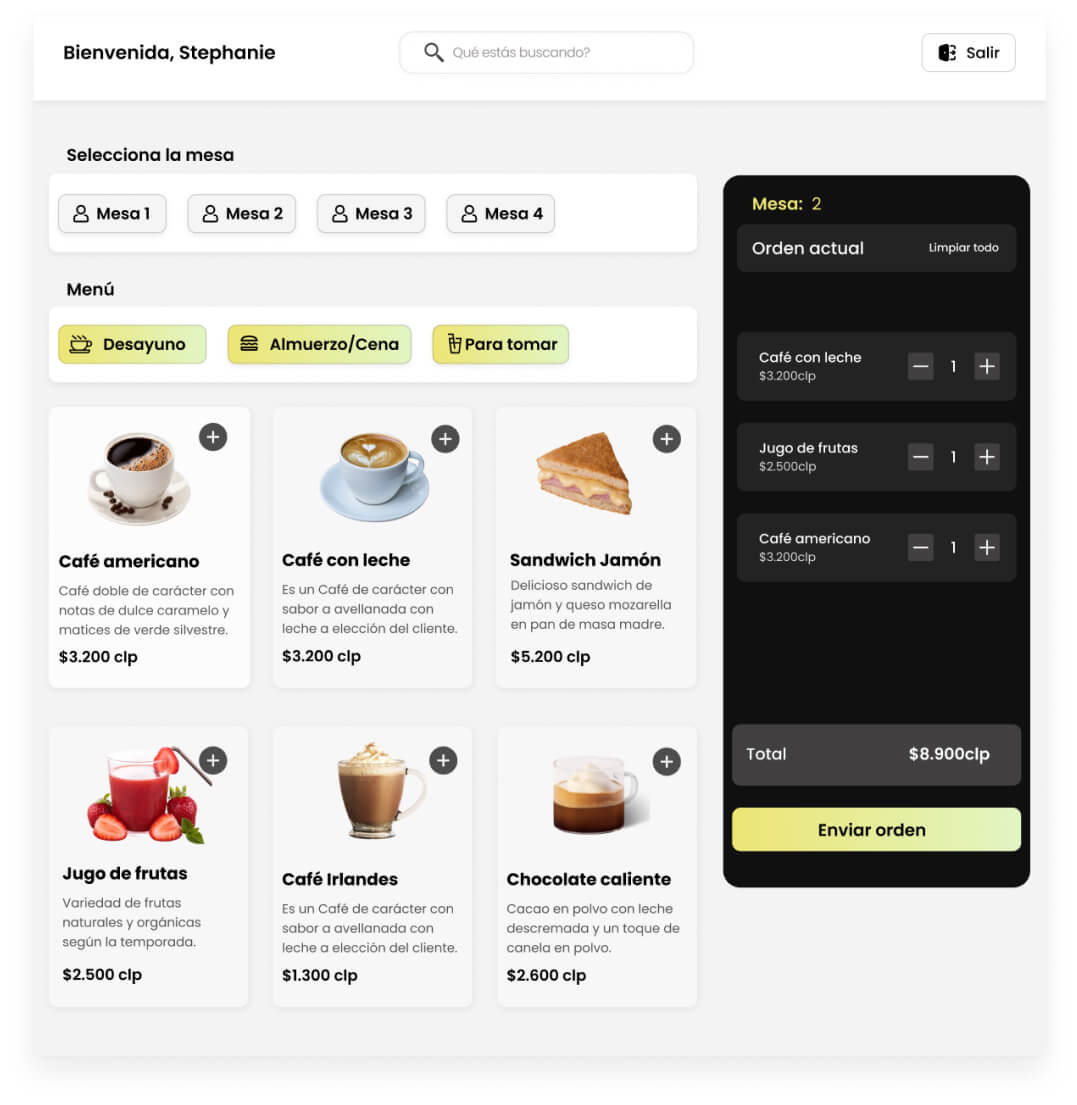 Bienvenida, Stephanie
Qué estás buscando?
Salir
Selecciona la mesa
Mesa 1
Mesa 2
Mesa 3
Mesa 4
Menú
Desayuno
Almuerzo/Cena
Para tomar
Café americano
Café doble de carácter con
notas de dulce caramelo y
matices de verde silvestre.
$3.200 clp
Café con leche
Es un Café de carácter con
sabor a avellanada con
leche a elección del cliente.
$3.200 clp
Sandwich Jamón
Delicioso sandwich de
jamón y queso mozarella
en pan de masa madre.
$5.200 clp
Jugo de frutas
Variedad de frutas
naturales y orgánicas
según la temporada.
$2.500 clp
Café Irlandes
Es un Café de carácter con
sabor a avellanada con
leche a elección del cliente.
$1.300 clp
Chocolate caliente
Cacao en polvo con leche
descremada y un toque de
canela en polvo.
$2.600 clp
Mesa: 2
Orden actual
Limpiar todo
Café con leche
$3.200clp
1
Jugo de frutas
$2.500clp
1
Café americano
$3.200clp
1
Total
$8.900clp
Enviar orden